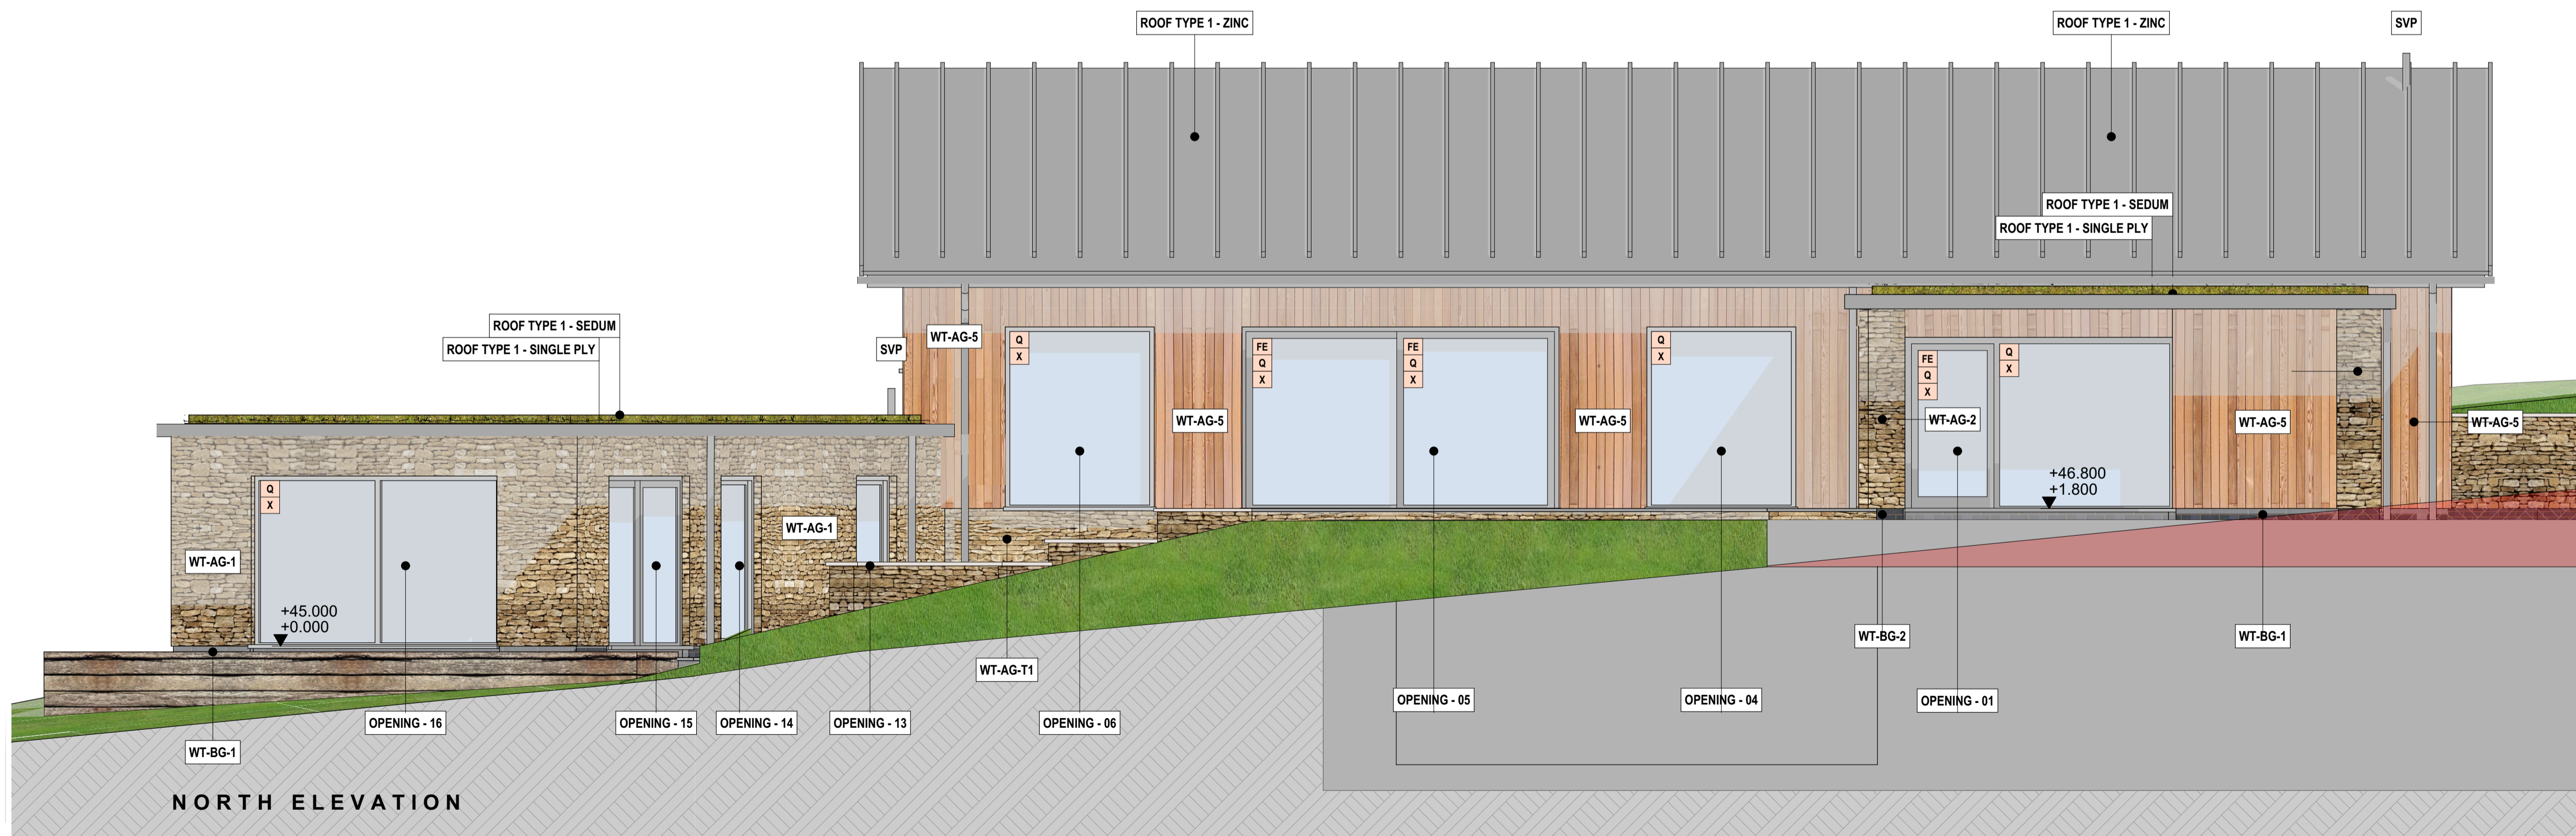 ROOF TYPE 1 - ZINC
ROOF TYPE 1 - ZINC
SVP
ROOF TYPE 1 - SEDUM
ROOF TYPE 1 - SINGLE PLY
ROOF TYPE 1 - SEDUM
ROOF TYPE 1 - SINGLE PLY
SVP
WT-AG-5
Q
X
FE
Q
X
FE
Q
X
Q
X
FE
Q
X
Q
X
WT-AG-5
WT-AG-5
WT-AG-2
WT-AG-5
WT-AG-5
Q
X
WT-AG-1
WT-AG-1
+46.800
+1.800
+45.000
+0.000
WT-BG-2
WT-BG-1
WT-AG-T1
OPENING - 16
OPENING - 15
OPENING - 14
OPENING - 13
OPENING - 06
OPENING - 05
OPENING - 04
OPENING - 01
WT-BG-1
NORTH ELEVATION